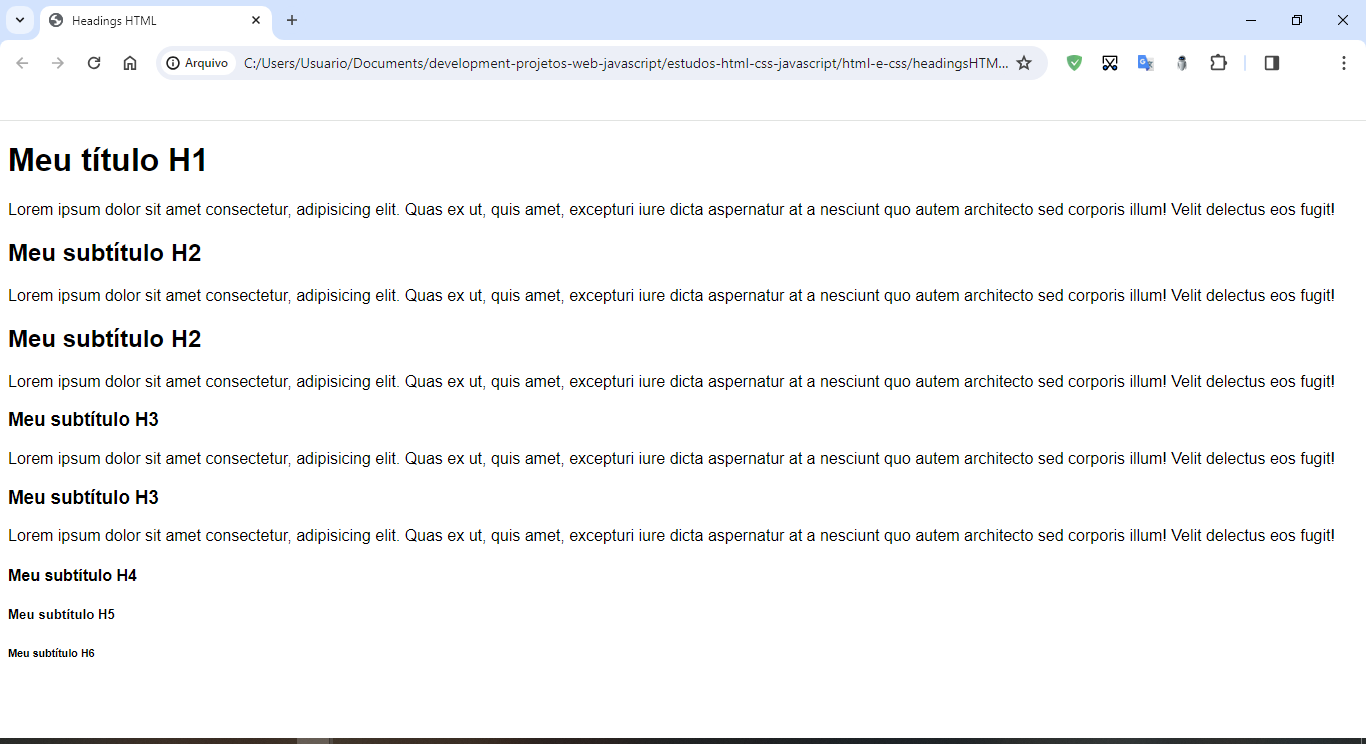 Headings HTML
Arquivo C:/Users/Usuario/Documents/development-projetos-web-javascript/estudos-html-css-javascript/html-e-css/headingsHTM...
Meu título H1
Lorem ipsum dolor sit amet consectetur, adipisicing elit. Quas ex ut, quis amet, excepturi iure dicta aspernatur at a nesciunt quo autem architecto sed corporis illum! Velit delectus eos fugit!
Meu subtítulo H2
Lorem ipsum dolor sit amet consectetur, adipisicing elit. Quas ex ut, quis amet, excepturi iure dicta aspernatur at a nesciunt quo autem architecto sed corporis illum! Velit delectus eos fugit!
Meu subtítulo H2
Lorem ipsum dolor sit amet consectetur, adipisicing elit. Quas ex ut, quis amet, excepturi iure dicta aspernatur at a nesciunt quo autem architecto sed corporis illum! Velit delectus eos fugit!
Meu subtítulo H3
Lorem ipsum dolor sit amet consectetur, adipisicing elit. Quas ex ut, quis amet, excepturi iure dicta aspernatur at a nesciunt quo autem architecto sed corporis illum! Velit delectus eos fugit!
Meu subtítulo H3
Lorem ipsum dolor sit amet consectetur, adipisicing elit. Quas ex ut, quis amet, excepturi iure dicta aspernatur at a nesciunt quo autem architecto sed corporis illum! Velit delectus eos fugit!
Meu subtítulo H4
Meu subtítulo H5
Meu subtítulo H6